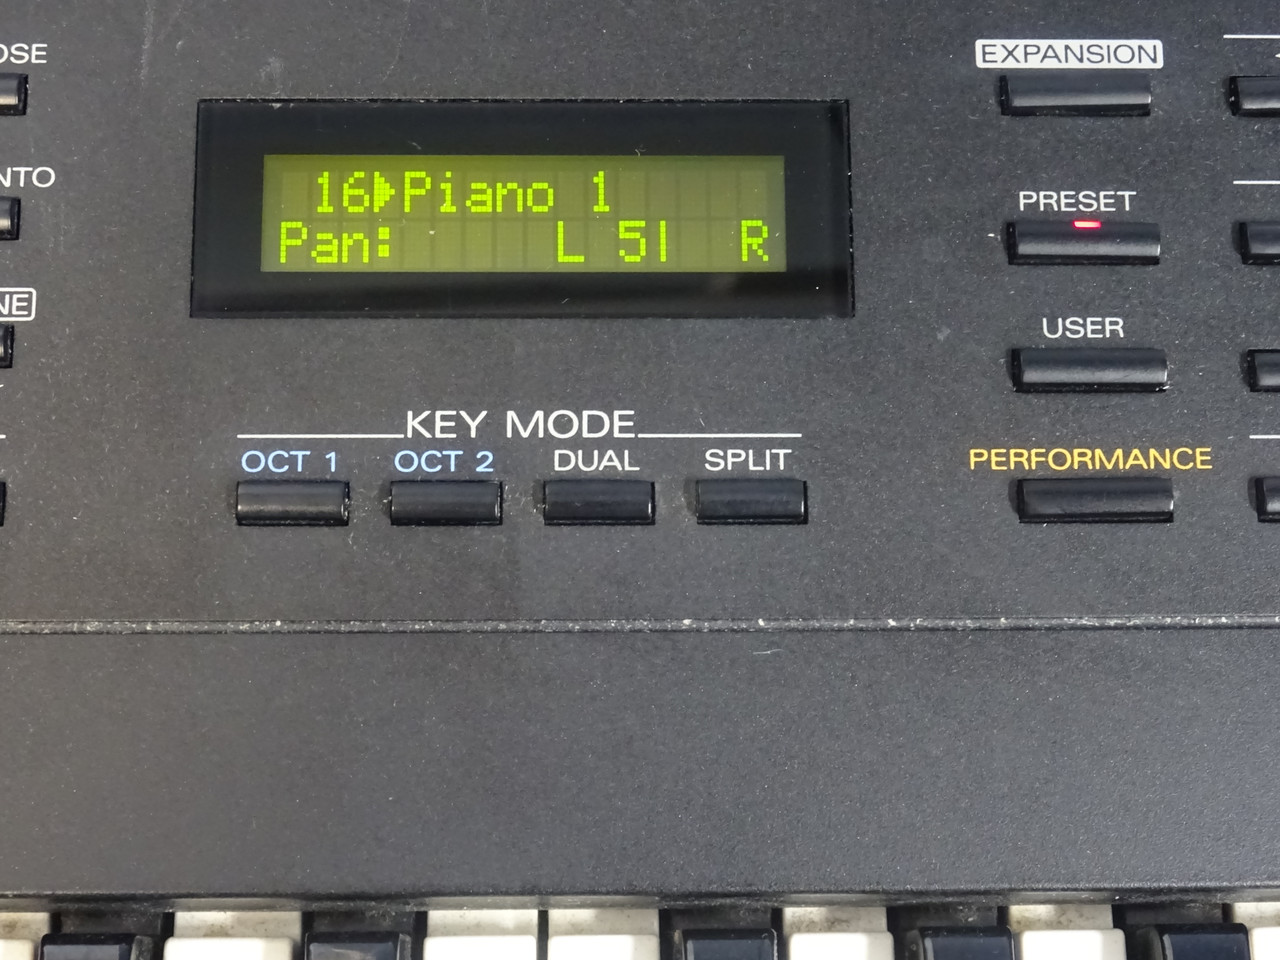 OSE
EXPANSION
16▶Piano 1
Pan: L 51 R
NTO
PRESET
NE
USER
KEY MODE
OCT 1 OCT 2 DUAL SPLIT
PERFORMANCE